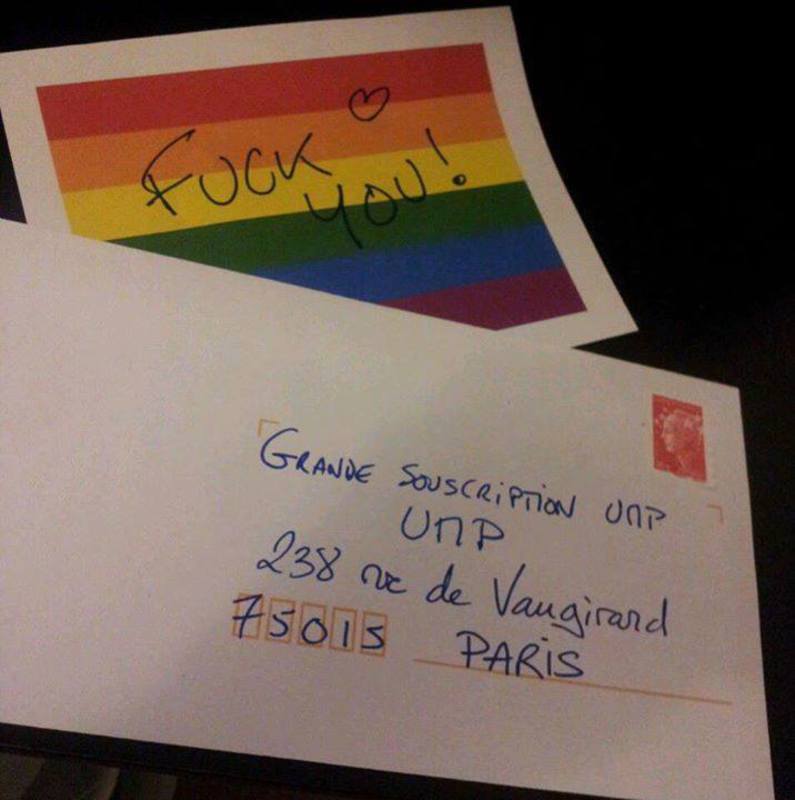 FUCK
YOU!
GRANDE SOUSCRIPTION UMP
UMP
238 rue de Vaugirard
75015 PARIS